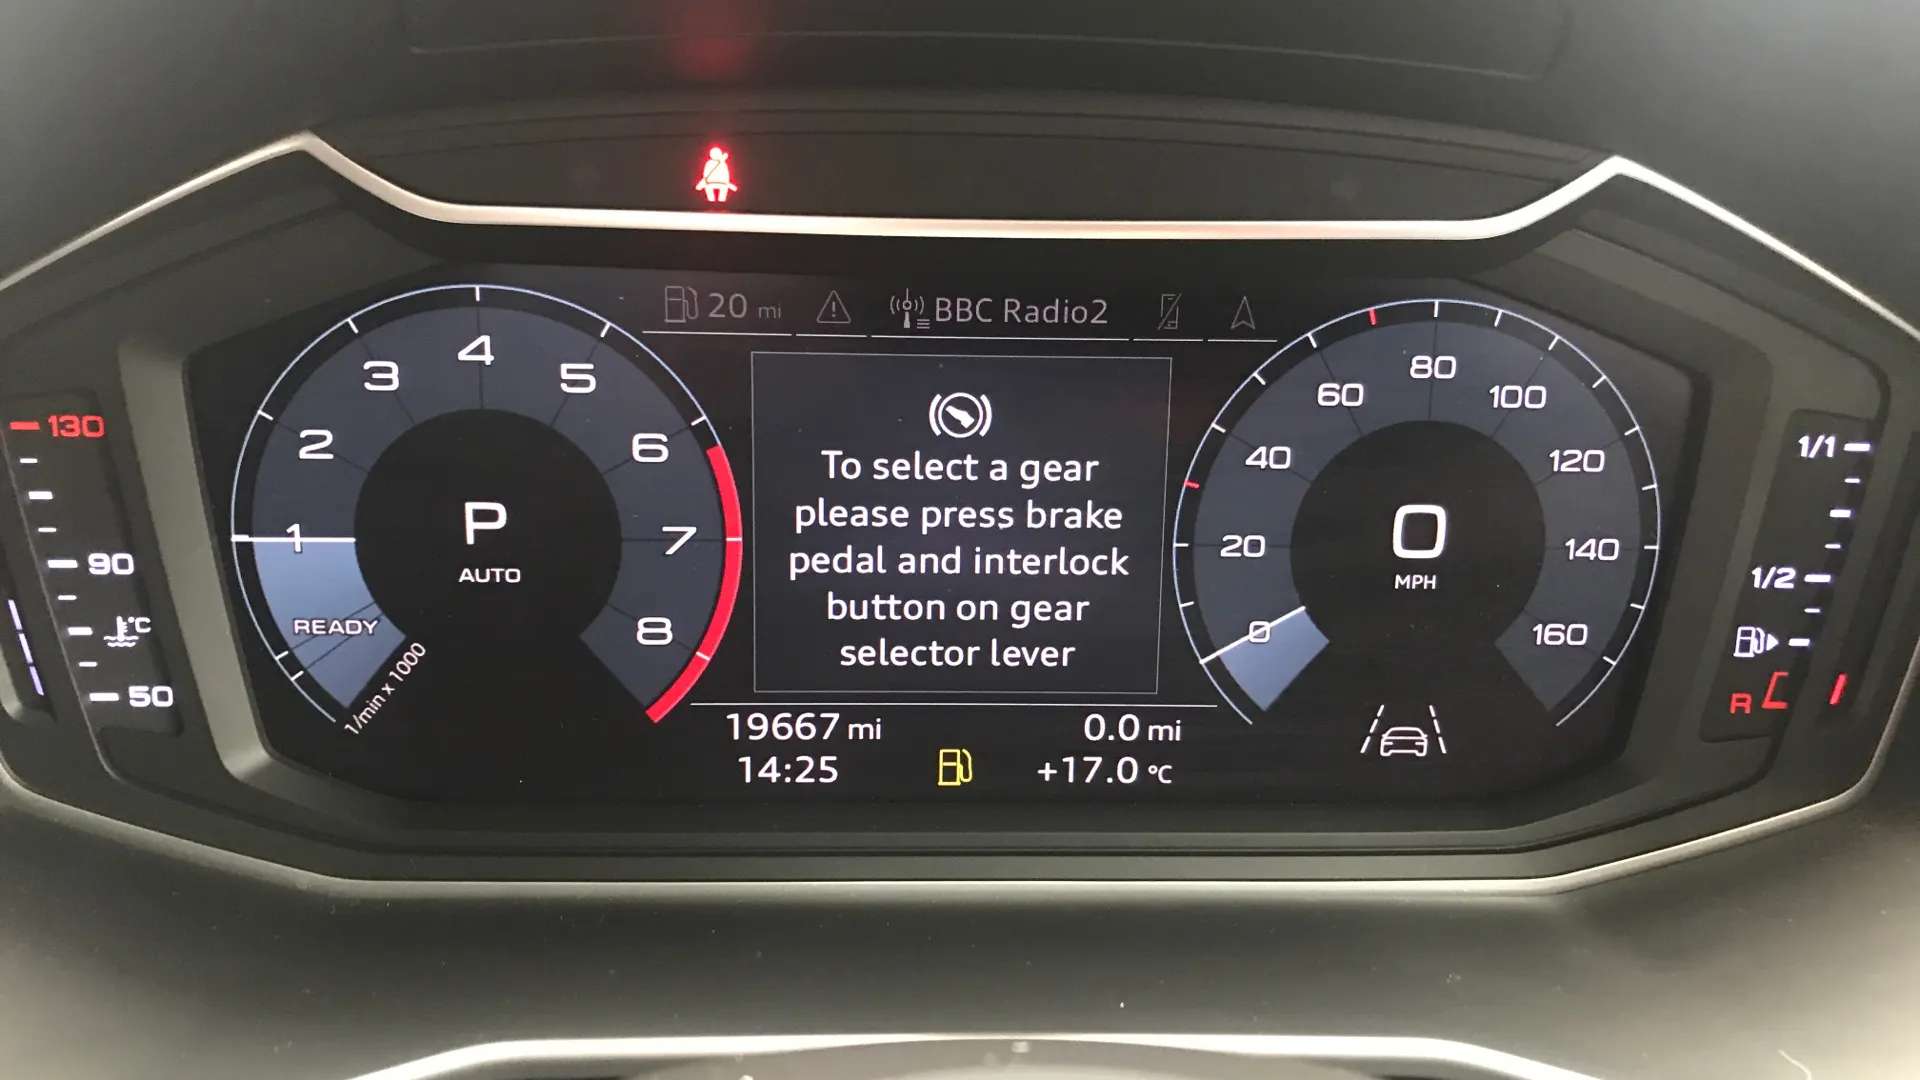 20 mi
BBC Radio2
130
90
°C
50
1
2
3
4
5
6
7
8
P
AUTO
READY
1/min x 1000
To select a gear
please press brake
pedal and interlock
button on gear
selector lever
19667 mi
0.0 mi
14:25
+17.0 °C
0
20
40
60
80
100
120
140
160
0
MPH
1/1
1/2
R